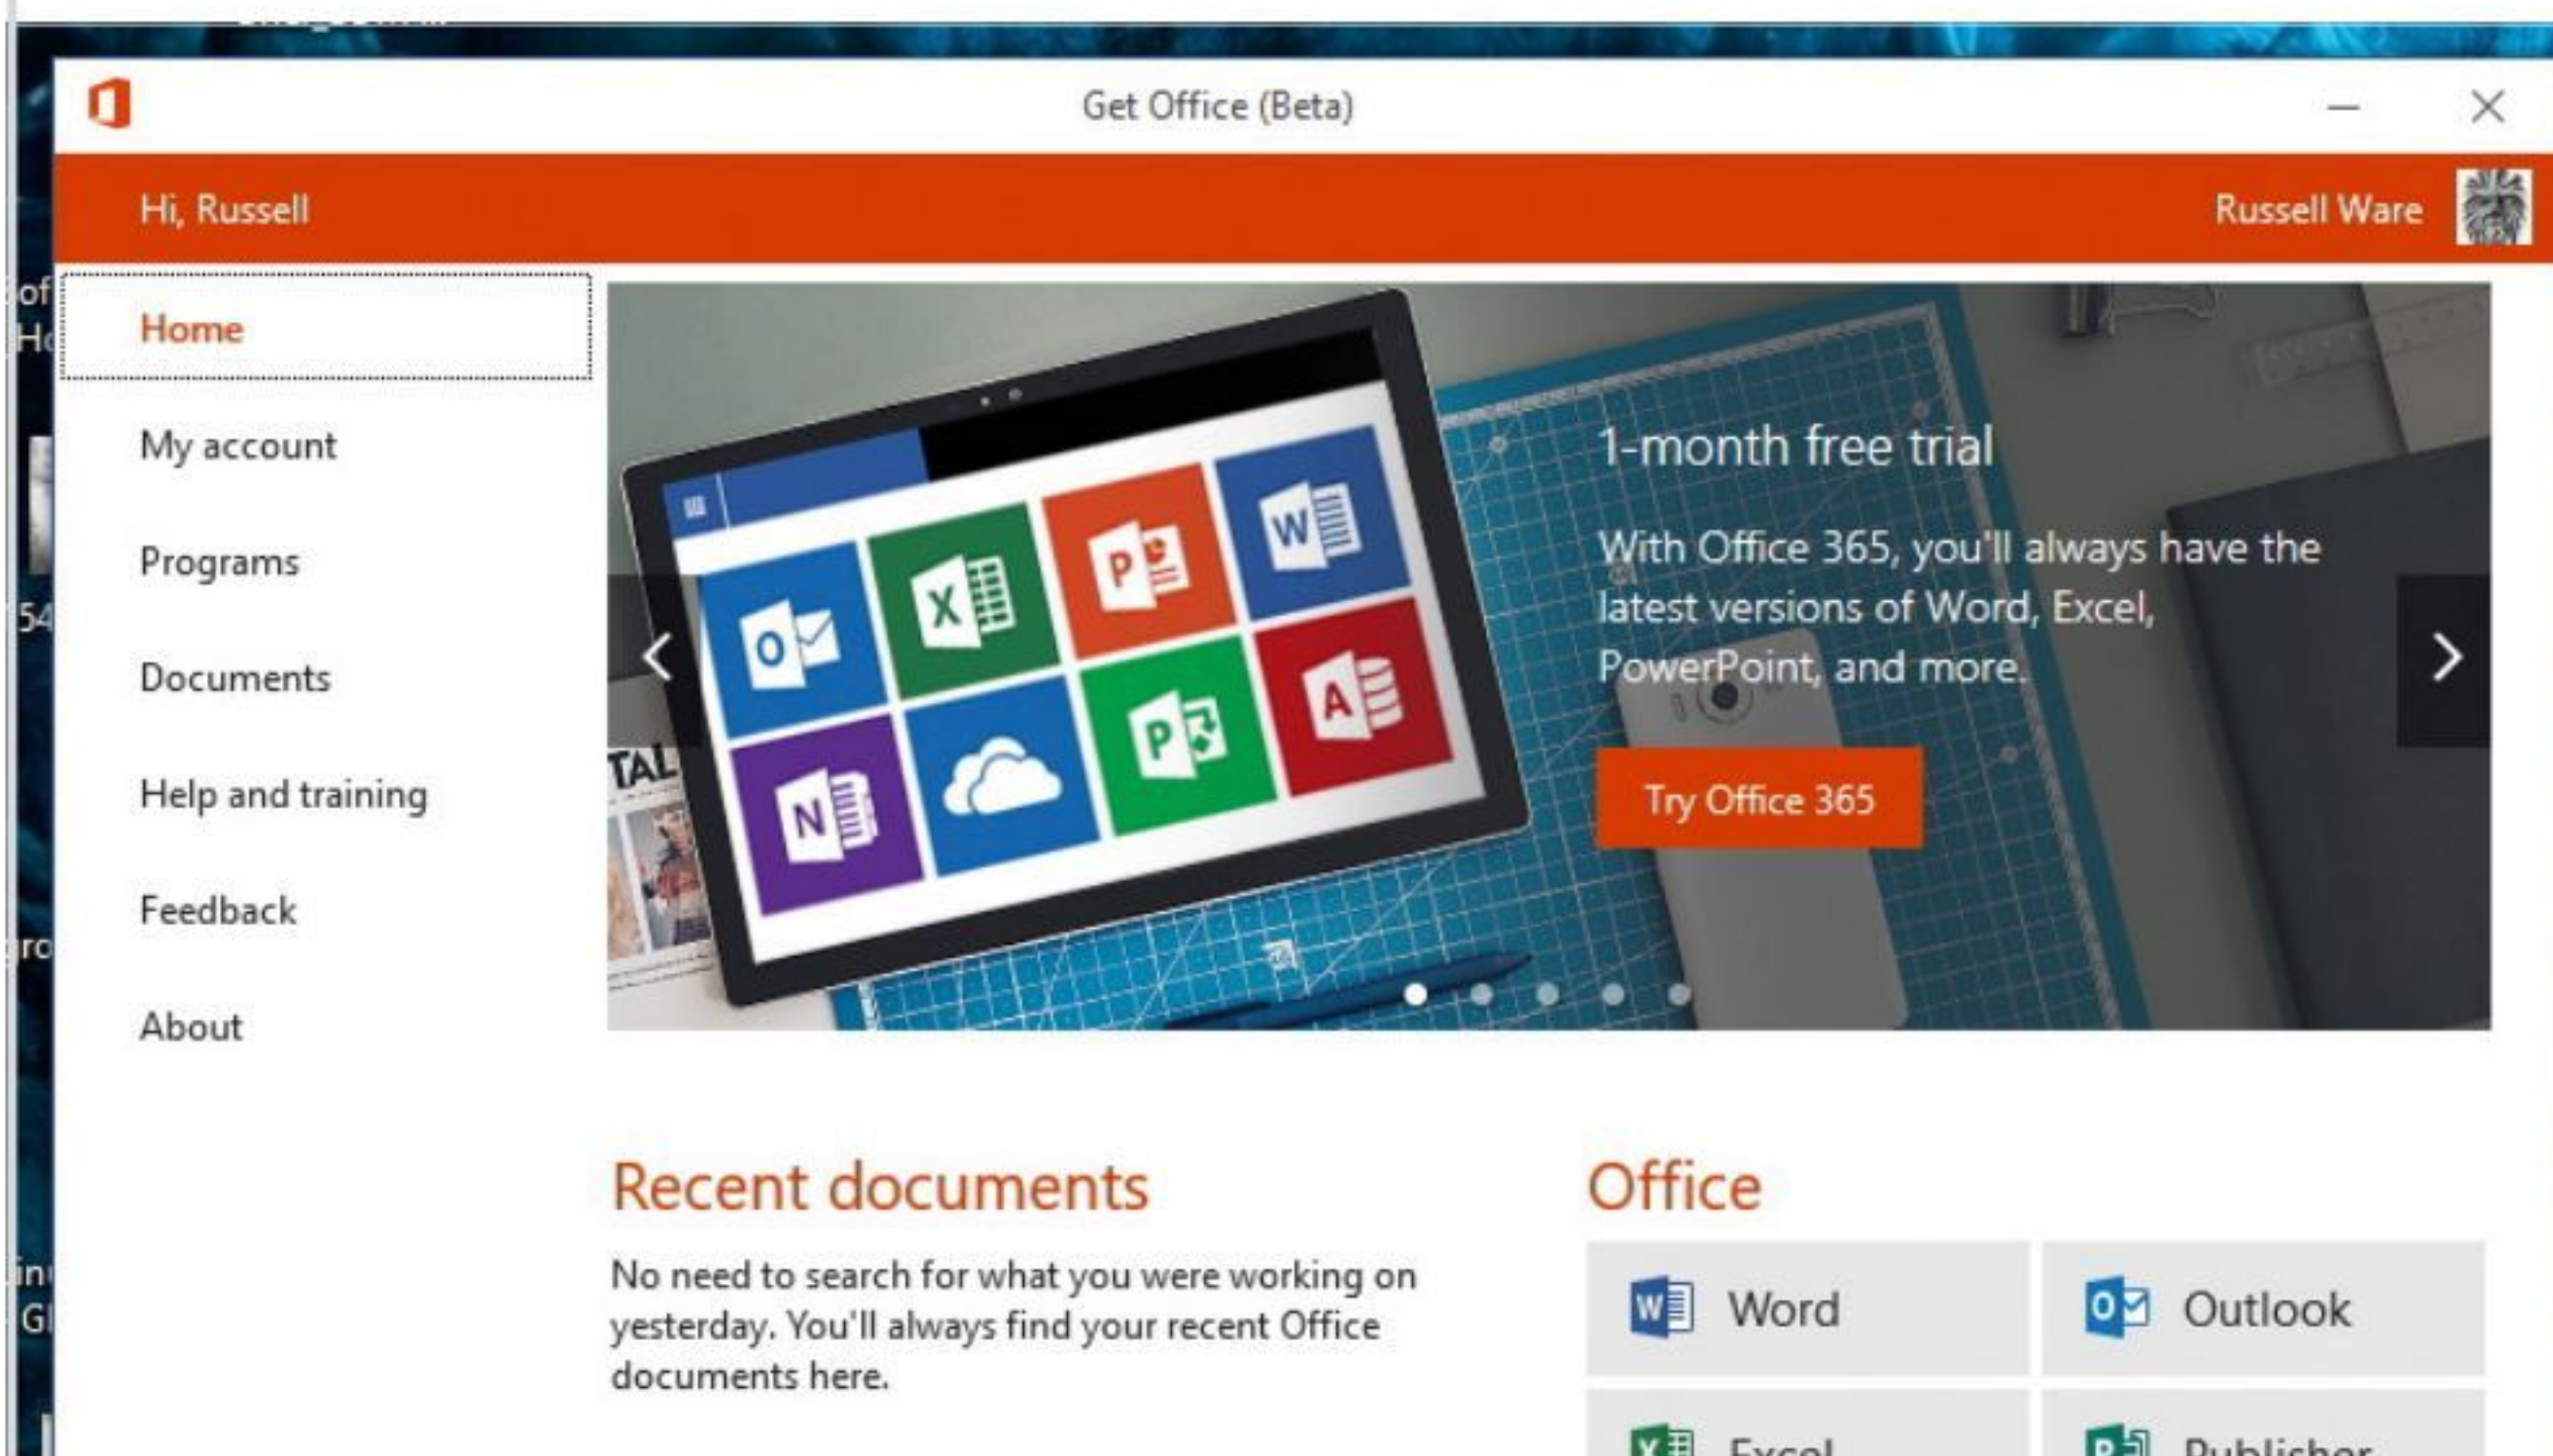 Get Office (Beta)
Hi, Russell
Russell Ware
Home
My account
Programs
Documents
Help and training
Feedback
About
1-month free trial
With Office 365, you'll always have the
latest versions of Word, Excel,
PowerPoint, and more.
Try Office 365
TAL
Recent documents
No need to search for what you were working on
yesterday. You'll always find your recent Office
documents here.
Office
Word
Outlook
Excel
Publisher